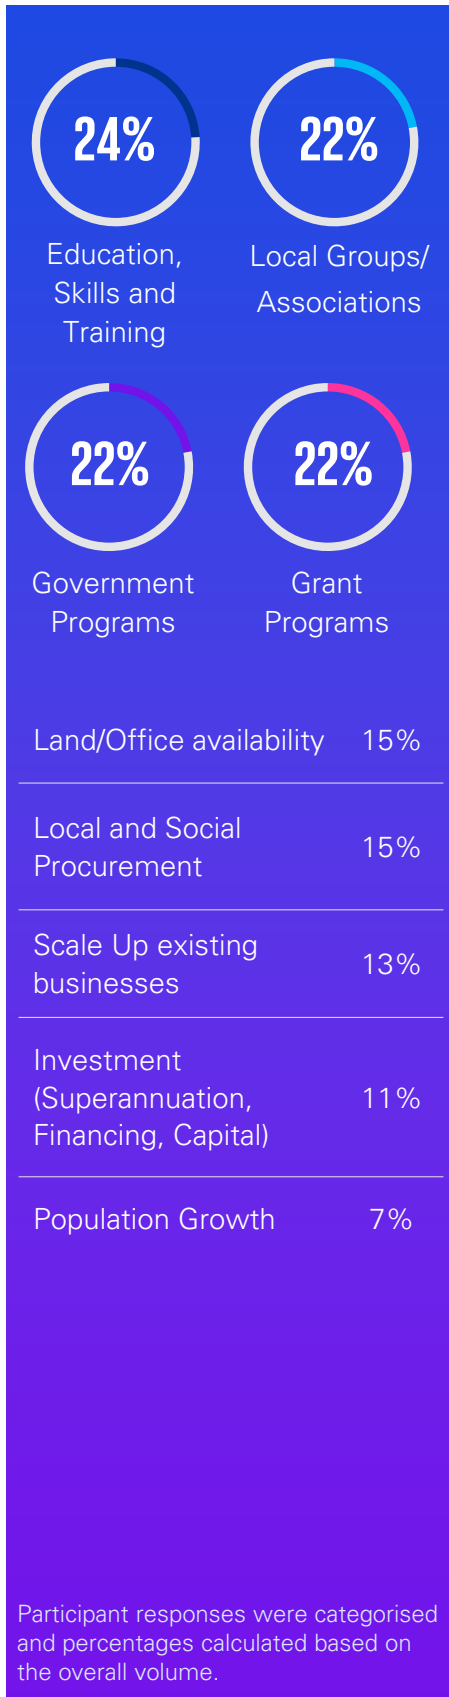 24%
22%
Education,
Skills and
Training
Local Groups/
Associations
22%
22%
Government
Programs
Grant
Programs
Land/Office availability 15%
Local and Social
Procurement
15%
Scale Up existing
businesses
13%
Investment
(Superannuation,
Financing, Capital)
11%
Population Growth 7%
Participant responses were categorised
and percentages calculated based on
the overall volume.